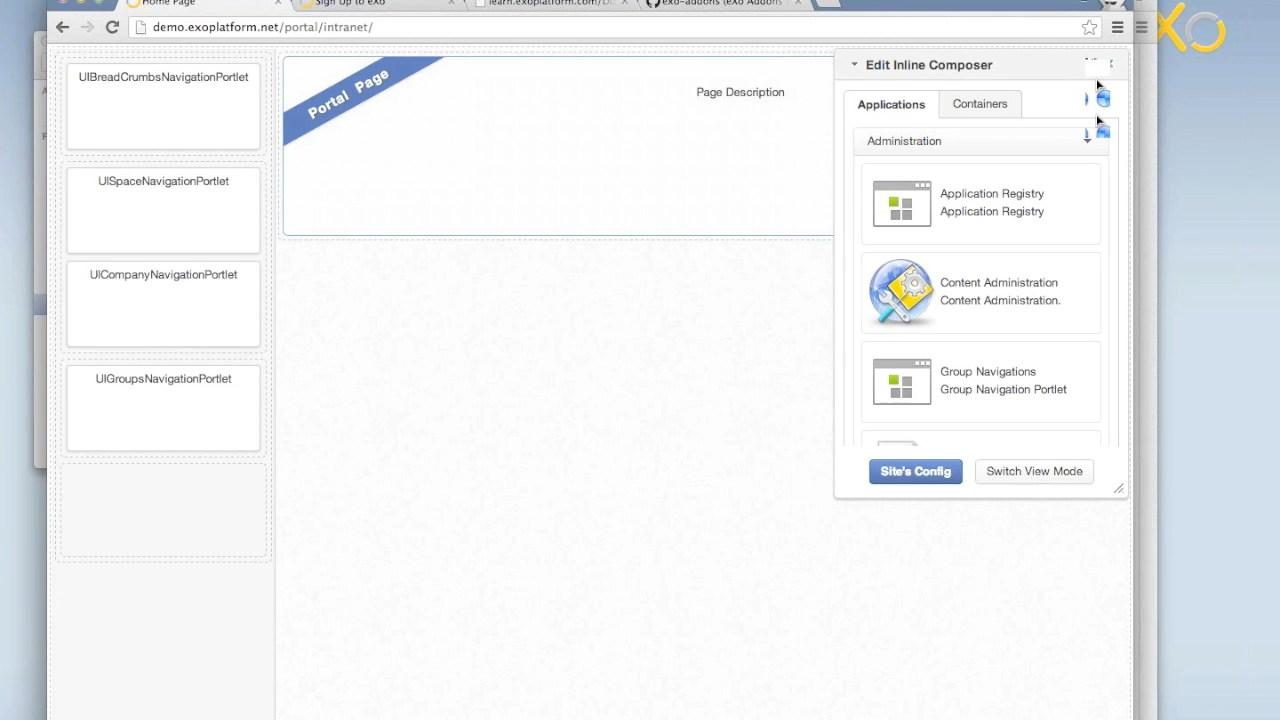 Home Page
Sign Up to eXo
learn.exoplatform.com/Do
exo-addons (eXo Addons
demo.exoplatform.net/portal/intranet/
XO
UIBreadCrumbsNavigationPortlet
UISpaceNavigationPortlet
UICompanyNavigationPortlet
UIGroupsNavigationPortlet
Portal Page
Page Description
Edit Inline Composer
Applications
Containers
Administration
Application Registry
Application Registry
Content Administration
Content Administration.
Group Navigations
Group Navigation Portlet
Site's Config
Switch View Mode